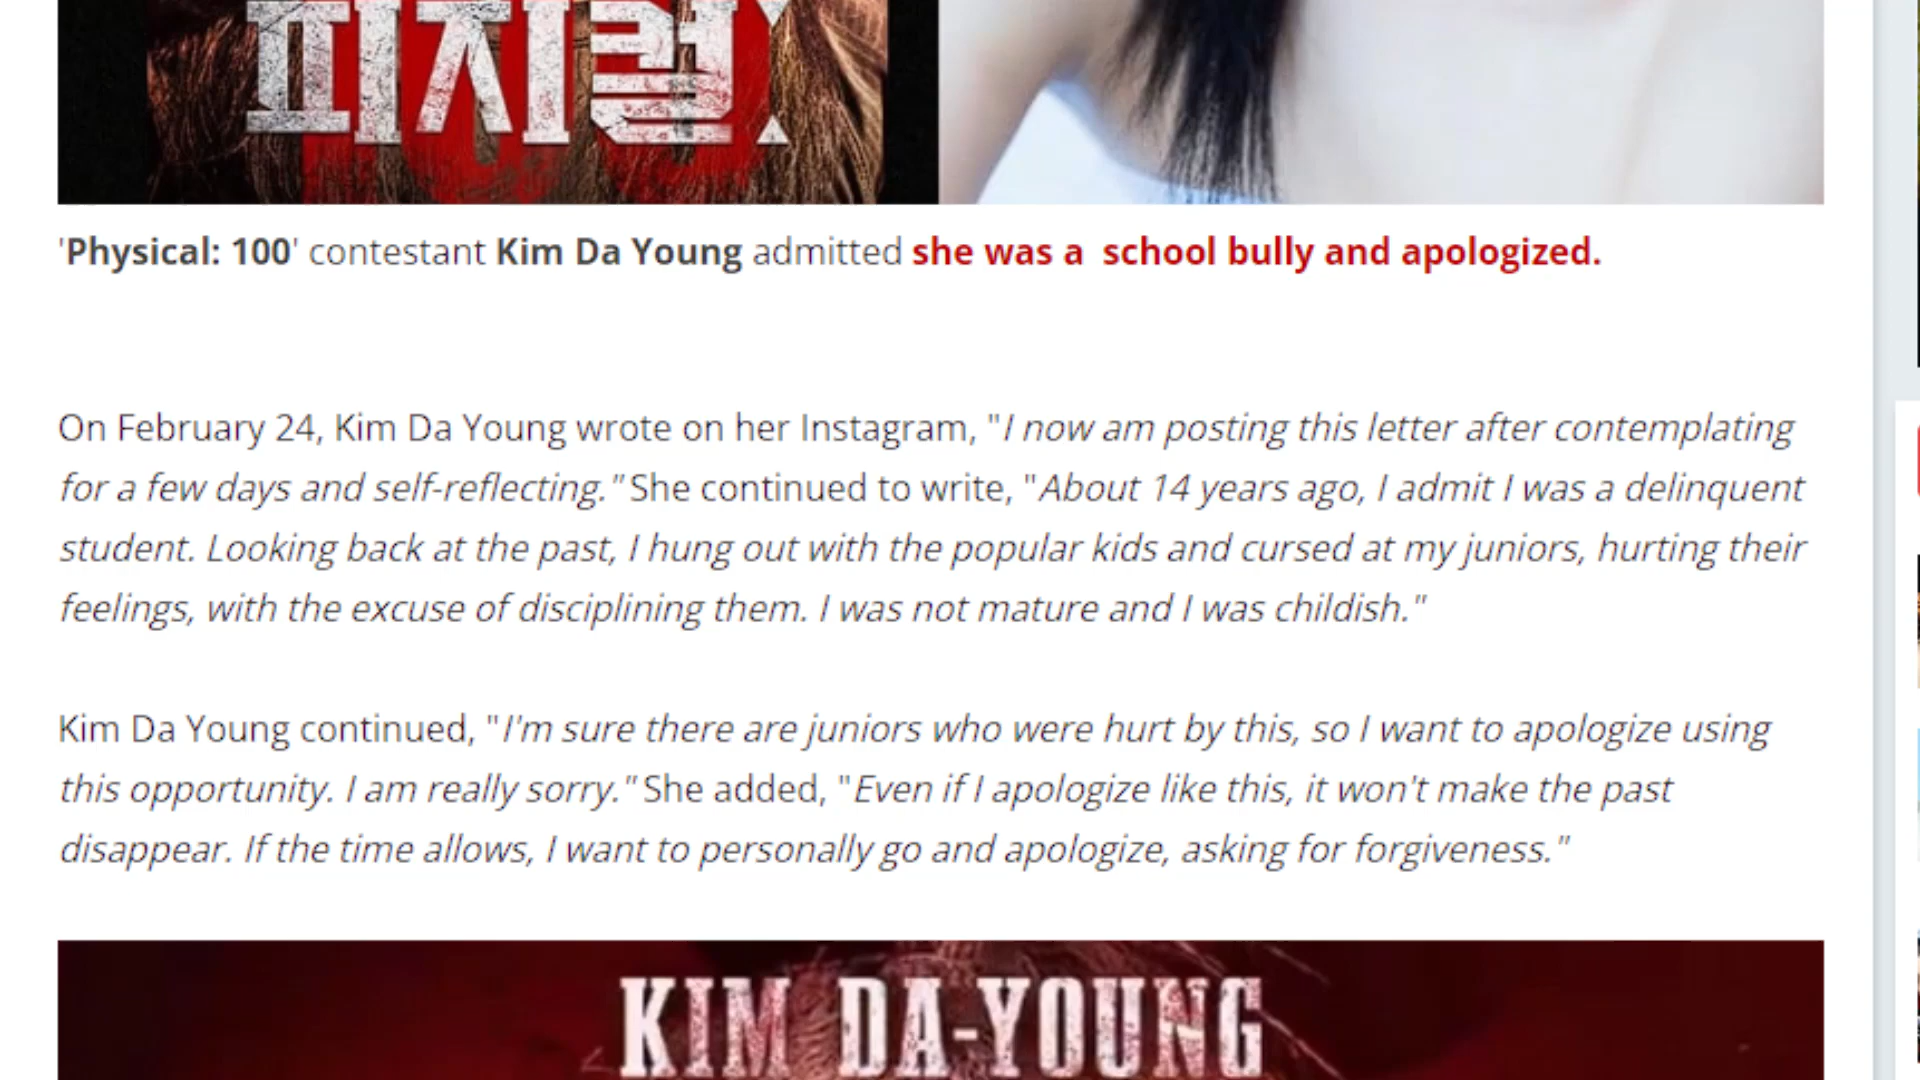 피지컬:
100
'Physical: 100' contestant Kim Da Young admitted she was a  school bully and apologized.
On February 24, Kim Da Young wrote on her Instagram, "I now am posting this letter after contemplating
for a few days and self-reflecting." She continued to write, "About 14 years ago, I admit I was a delinquent
student. Looking back at the past, I hung out with the popular kids and cursed at my juniors, hurting their
feelings, with the excuse of disciplining them. I was not mature and I was childish."
Kim Da Young continued, "I'm sure there are juniors who were hurt by this, so I want to apologize using
this opportunity. I am really sorry." She added, "Even if I apologize like this, it won't make the past
disappear. If the time allows, I want to personally go and apologize, asking for forgiveness."
KIM DA-YOUNG